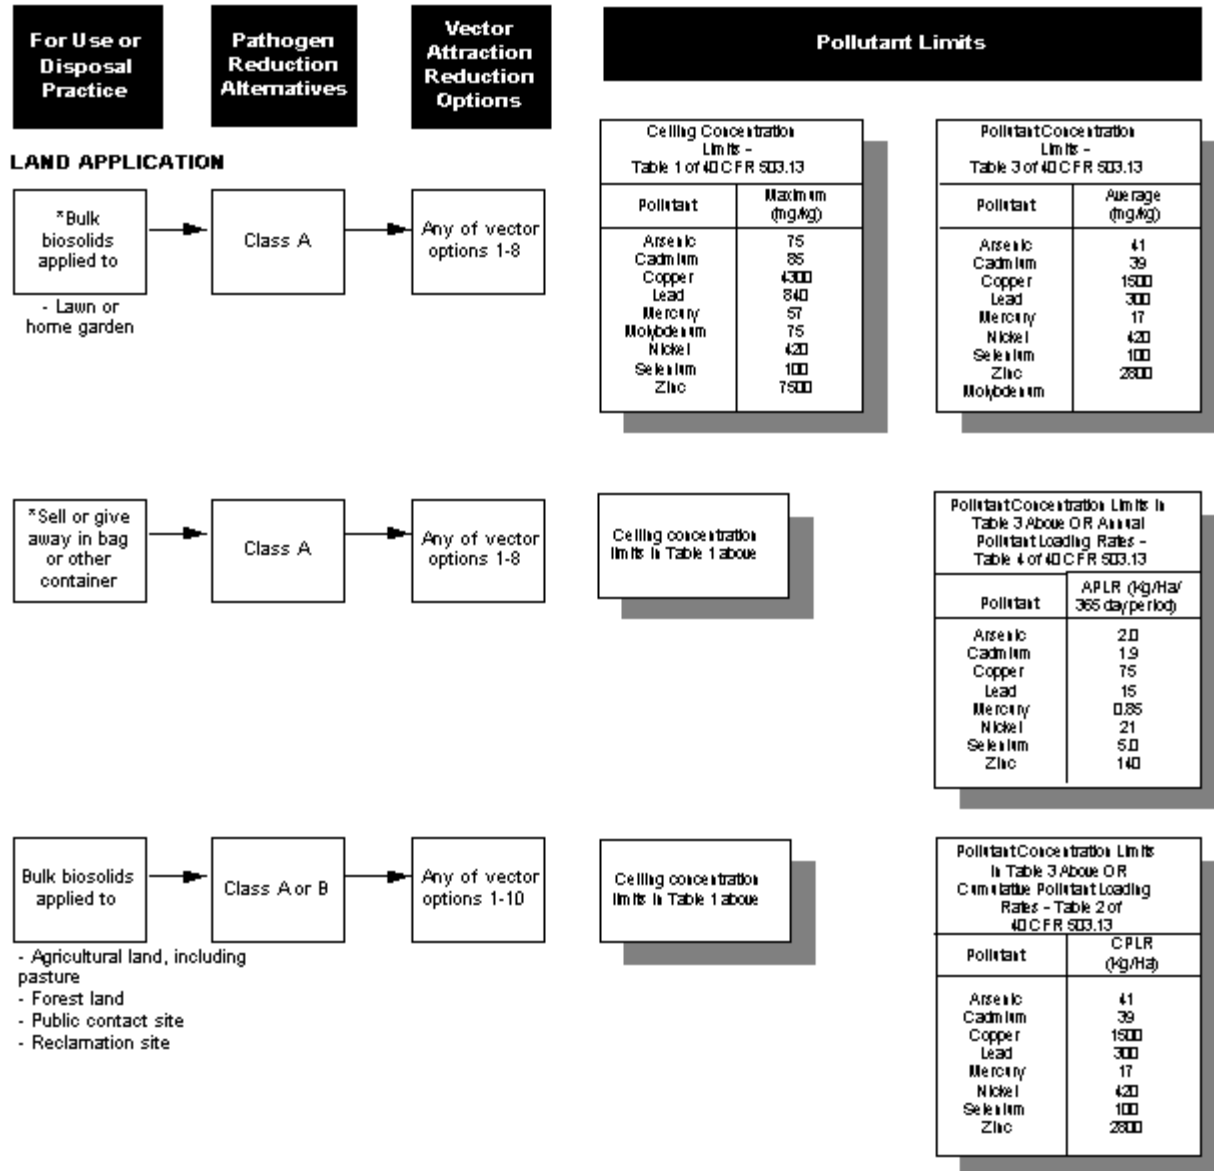 For Use or
Disposal
Practice
Pathogen
Reduction
Alternatives
Vector
Attraction
Reduction
Options
Pollutant Limits
LAND APPLICATION
*Bulk
biosolids
applied to
- Lawn or
home garden
Class A
Any of vector
options 1-8
Ceiling Concentration
Limits -
Table 1 of 40 CFR 503.13
Pollutant Maximum
(mg/kg)
Arsenic 75
Cadmium 85
Copper 4300
Lead 840
Mercury 57
Molybdenum 75
Nickel 420
Selenium 100
Zinc 7500
Pollutant Concentration
Limits -
Table 3 of 40 CFR 503.13
Pollutant Average
(mg/kg)
Arsenic 41
Cadmium 39
Copper 1500
Lead 300
Mercury 17
Nickel 420
Selenium 100
Zinc 2800
Molybdenum
*Sell or give
away in bag
or other
container
Class A
Any of vector
options 1-8
Ceiling concentration
limits in Table 1 above
Pollutant Concentration Limits in
Table 3 Above OR Annual
Pollutant Loading Rates -
Table 4 of 40 CFR 503.13
Pollutant APLR (Kg/Ha/
365 day period)
Arsenic 2.0
Cadmium 1.9
Copper 75
Lead 15
Mercury 0.85
Nickel 21
Selenium 5.0
Zinc 140
Bulk biosolids
applied to
- Agricultural land, including
pasture
- Forest land
- Public contact site
- Reclamation site
Class A or B
Any of vector
options 1-10
Ceiling concentration
limits in Table 1 above
Pollutant Concentration Limits
in Table 3 Above OR
Cumulative Pollutant Loading
Rates - Table 2 of
40 CFR 503.13
Pollutant CPLR
(Kg/Ha)
Arsenic 41
Cadmium 39
Copper 1500
Lead 300
Mercury 17
Nickel 420
Selenium 100
Zinc 2800